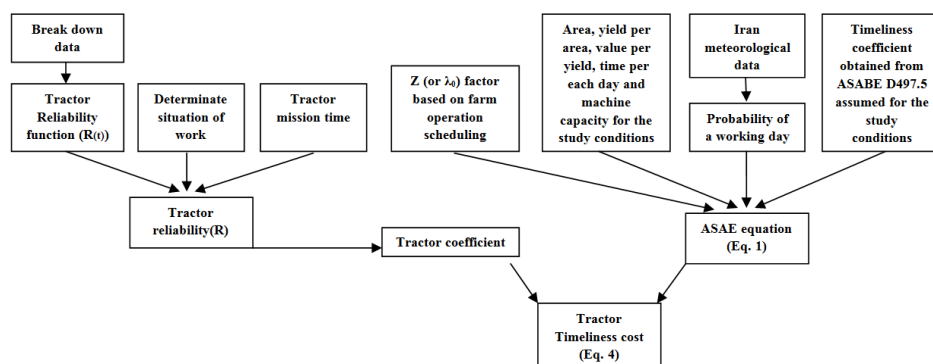 Break down
data
Tractor
Reliability
function (R(t))
Determinate
situation of
work
Tractor
mission time
Z (or λ₀) factor
based on farm
operation
scheduling
Area, yield per
area, value per
yield, time per
each day and
machine
capacity for the
study conditions
Iran
meteorological
data
Probability of
a working day
Timeliness
coefficient
obtained from
ASABE D497.5
assumed for the
study
conditions
Tractor
reliability(R)
Tractor coefficient
ASAE equation
(Eq. 1)
Tractor
Timeliness cost
(Eq. 4)